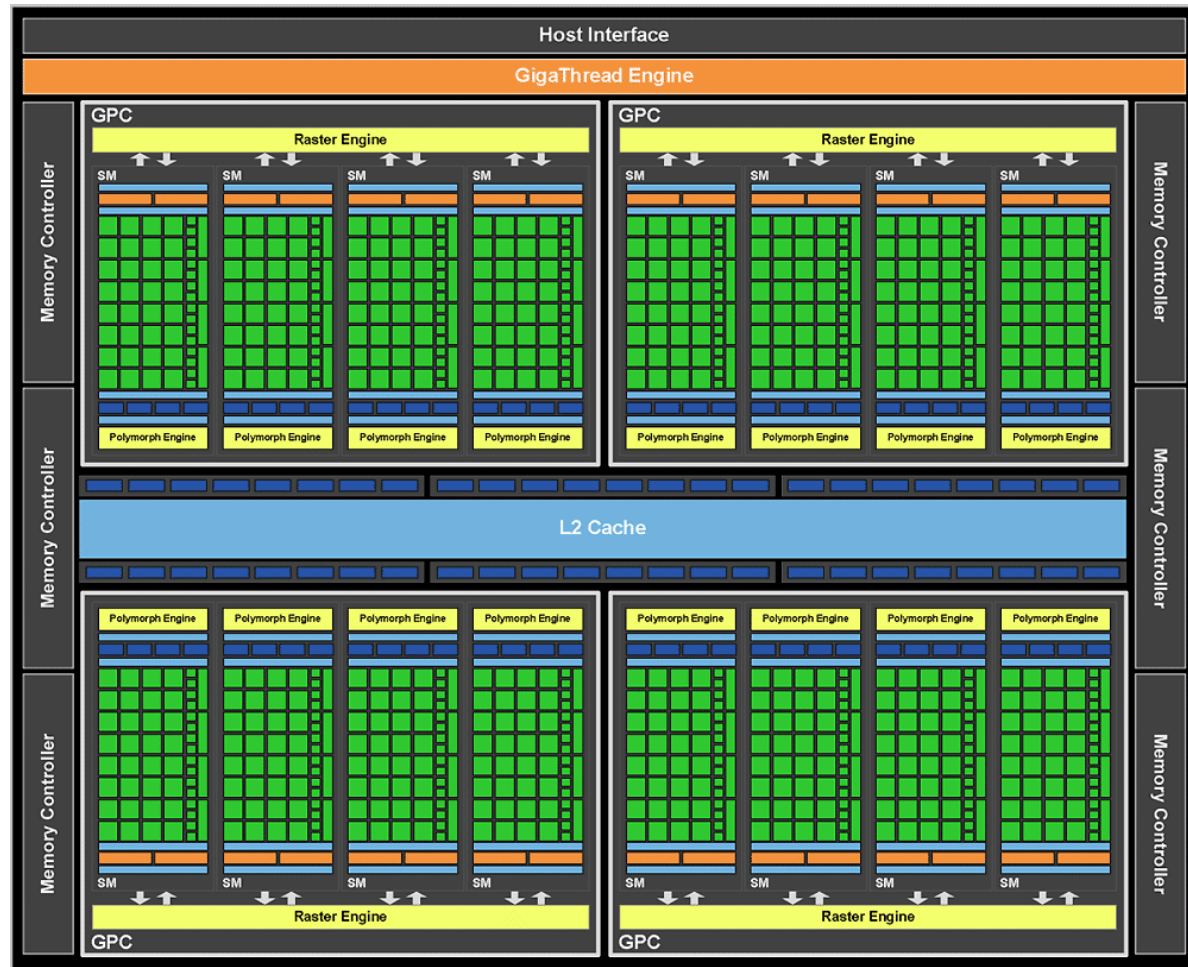 Host Interface
GigaThread Engine
Memory Controller
Memory Controller
Memory Controller
GPC
Raster Engine
SM
SM
SM
SM
Polymorph Engine
Polymorph Engine
Polymorph Engine
Polymorph Engine
GPC
Raster Engine
SM
SM
SM
SM
Polymorph Engine
Polymorph Engine
Polymorph Engine
Polymorph Engine
L2 Cache
Polymorph Engine
Polymorph Engine
Polymorph Engine
Polymorph Engine
SM
SM
SM
SM
Raster Engine
GPC
Polymorph Engine
Polymorph Engine
Polymorph Engine
Polymorph Engine
SM
SM
SM
SM
Raster Engine
GPC
Memory Controller
Memory Controller
Memory Controller